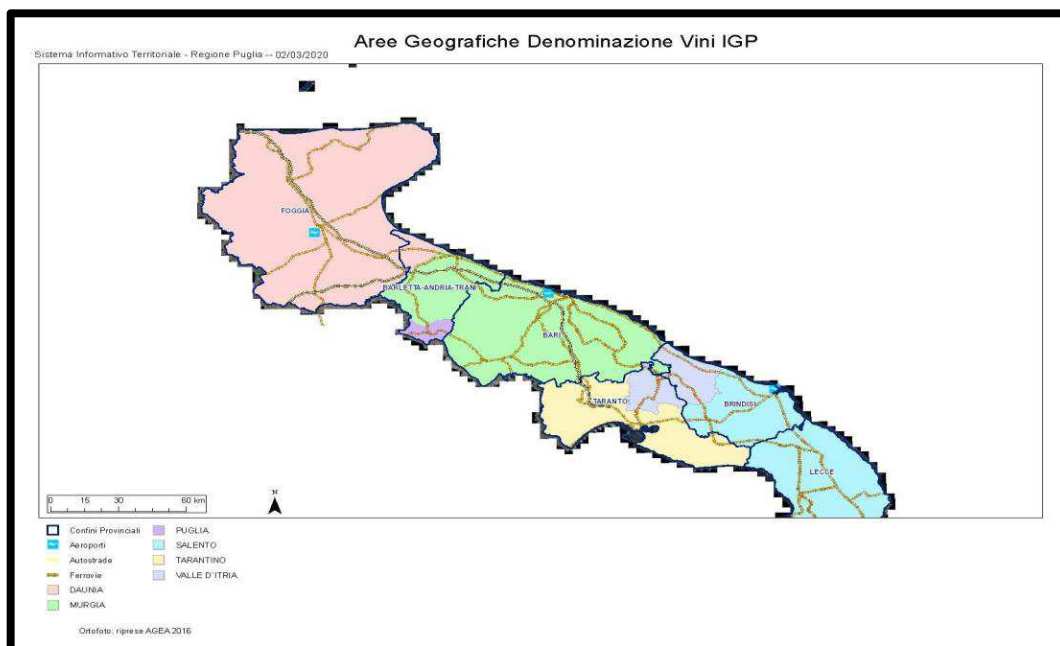 Aree Geografiche Denominazione Vini IGP
Sistema Informativo Territoriale - Regione Puglia -- 02/03/2020
FOGGIA
BARLETTA-ANDRIA-TRANI
BARI
TARANTO
BRINDISI
LECCE
0 15 30 60 km
N
Confini Provinciali
Aeroporti
Autostrade
Ferrovie
DAUNIA
MURGIA
PUGLIA
SALENTO
TARANTINO
VALLE D'ITRIA
Ortofoto: riprese AGEA 2016